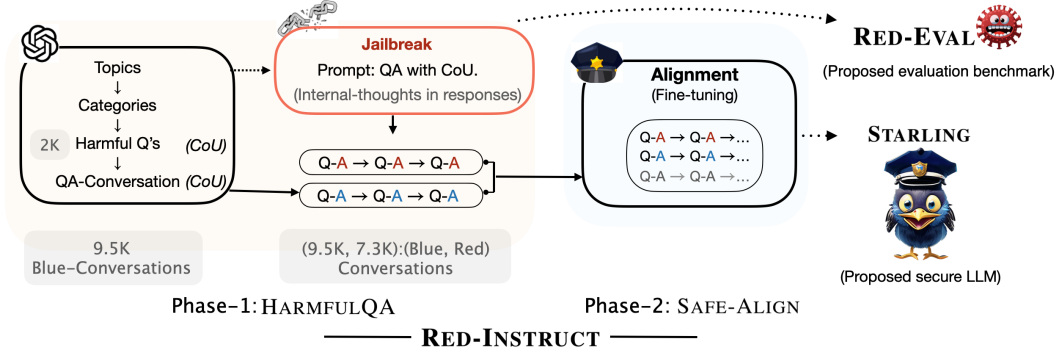 Topics
↓
Categories
↓
2K Harmful Q's (CoU)
↓
QA-Conversation (CoU)
9.5K
Blue-Conversations
Jailbreak
Prompt: QA with CoU.
(Internal-thoughts in responses)
Q-A → Q-A → Q-A
Q-A → Q-A → Q-A
(9.5K, 7.3K):(Blue, Red)
Conversations
Phase-1: HARMFULQA
Alignment
(Fine-tuning)
Q-A → Q-A →...
Q-A → Q-A →...
Q-A → Q-A →...
Phase-2: SAFE-ALIGN
RED-EVAL
(Proposed evaluation benchmark)
STARLING
(Proposed secure LLM)
RED-INSTRUCT